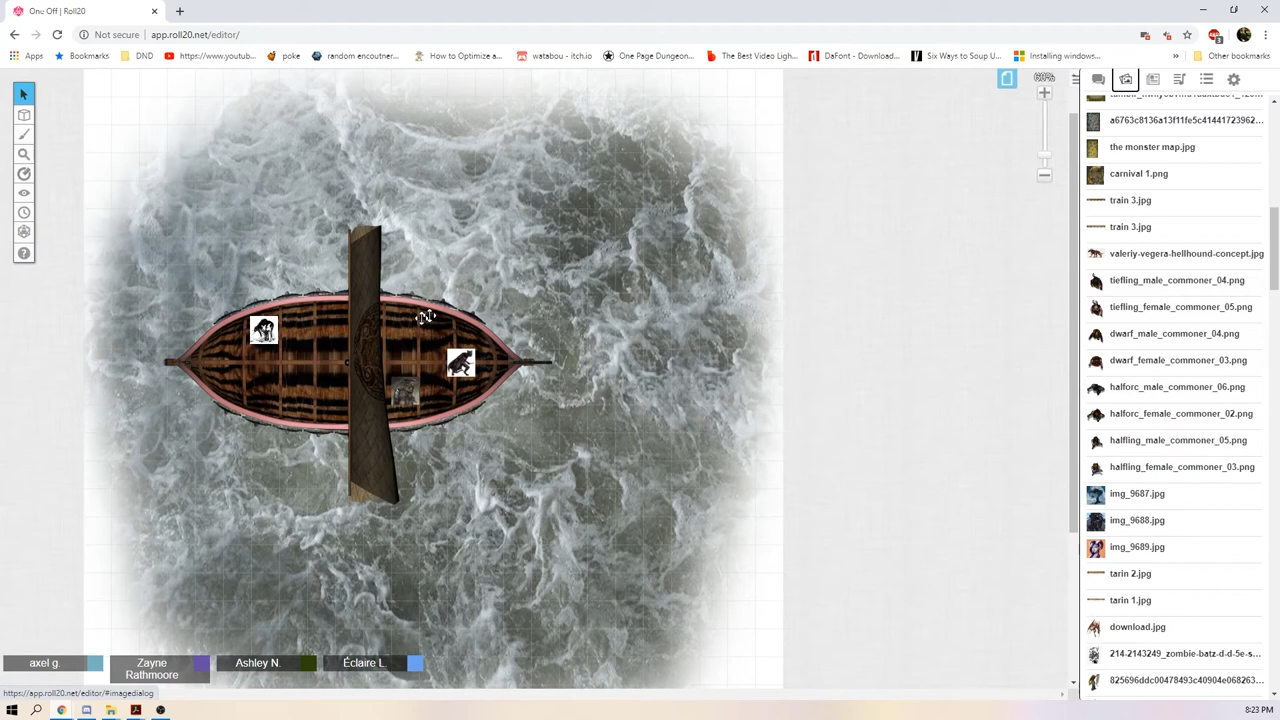 One Off | Roll20
Not secure | app.roll20.net/editor/
Apps Bookmarks DND https://www.youtube... poke random encoutner... How to Optimize a... watabou - itch.io One Page Dungeon... The Best Video Ligh... DaFont - Download... Six Ways to Soup U... Installing windows... » Other bookmarks
60%
a6763c8136a13f11fe5c41441723962...
the monster map.jpg
carnival 1.png
train 3.jpg
train 3.jpg
valeriy-vegera-hellhound-concept.jpg
tiefling_male_commoner_04.png
tiefling_female_commoner_05.png
dwarf_male_commoner_04.png
dwarf_female_commoner_03.png
halforc_male_commoner_06.png
halforc_female_commoner_02.png
halfling_male_commoner_05.png
halfling_female_commoner_03.png
img_9687.jpg
img_9688.jpg
img_9689.jpg
tarin 2.jpg
tarin 1.jpg
download.jpg
214-2143249_zombie-batz-d-d-5e-s...
825696ddc00478493c40904e068263...
axel g.
Zayne
Rathmoore
Ashley N.
Éclaire L.
https://app.roll20.net/editor/#imagedialog
8:23 PM